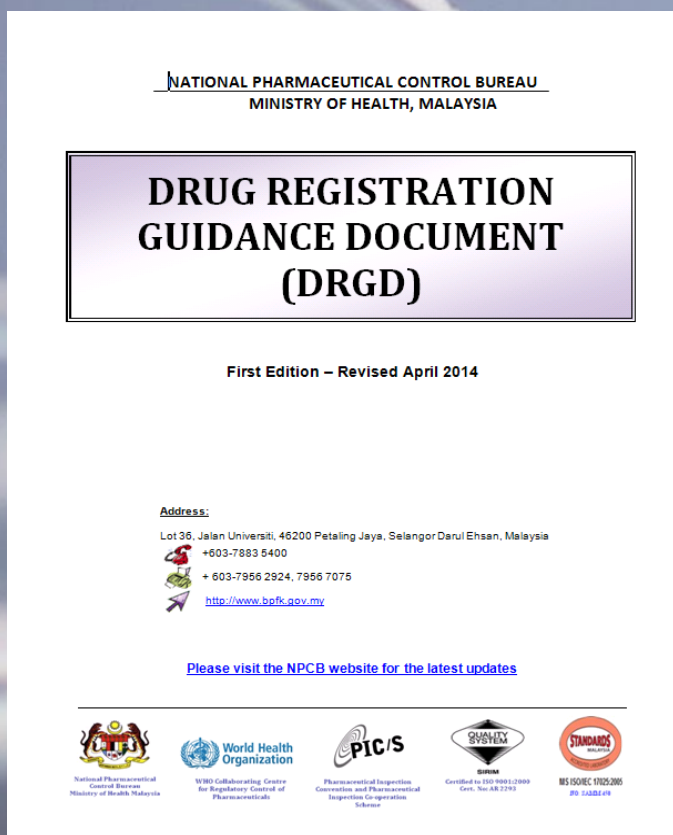 NATIONAL PHARMACEUTICAL CONTROL BUREAU
MINISTRY OF HEALTH, MALAYSIA
DRUG REGISTRATION
GUIDANCE DOCUMENT
(DRGD)
First Edition – Revised April 2014
Address:
Lot 36, Jalan Universiti, 46200 Petaling Jaya, Selangor Darul Ehsan, Malaysia
+603-7883 5400
+ 603-7956 2924, 7956 7075
http://www.bpfk.gov.my
Please visit the NPCB website for the latest updates
World Health
Organization
PIC/S
QUALITY
SYSTEM
SIRIM
STANDARDS
MALAYSIA
National Pharmaceutical
Control Bureau
Ministry of Health Malaysia
WHO Collaborating Centre
for Regulatory Control of
Pharmaceuticals
Pharmaceutical Inspection
Convention and Pharmaceutical
Inspection Co-operation
Scheme
Certified to ISO 9001:2000
Cert. No: AR 2293
MS ISO/IEC 17025:2005